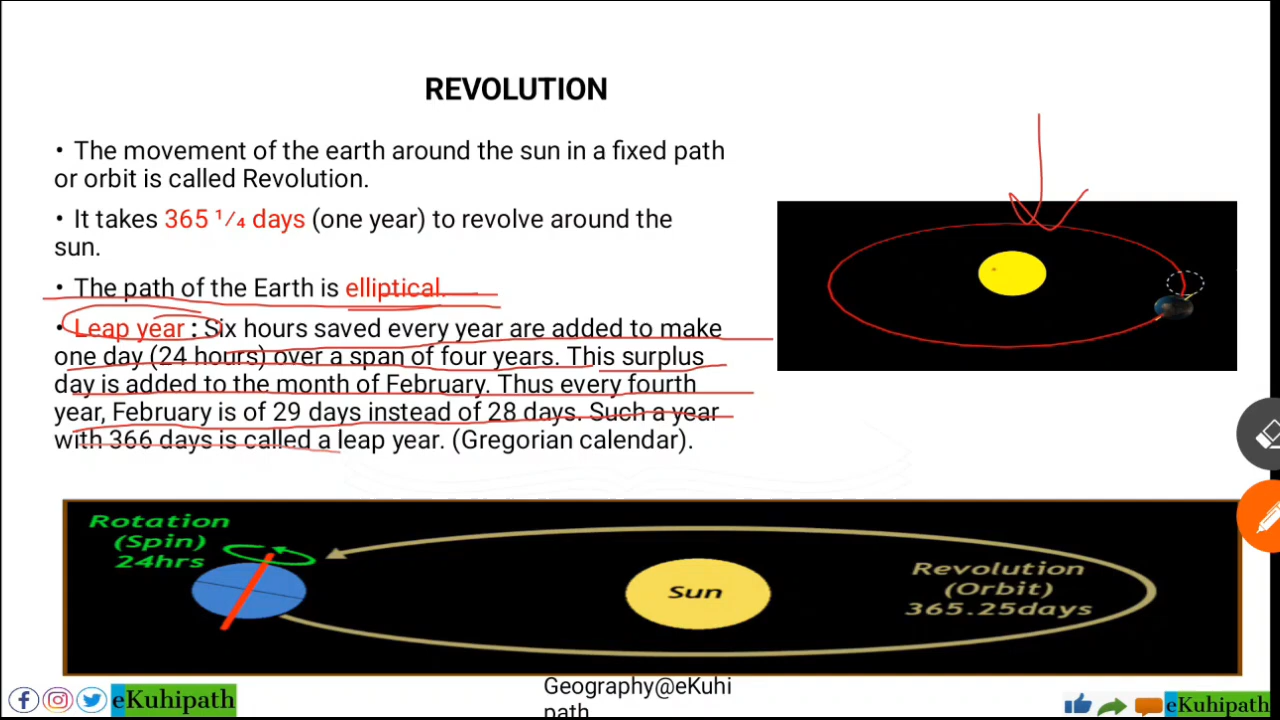 REVOLUTION
• The movement of the earth around the sun in a fixed path
or orbit is called Revolution.
• It takes 365 ¹⁄₄ days (one year) to revolve around the
sun.
• The path of the Earth is elliptical.
• Leap year : Six hours saved every year are added to make
one day (24 hours) over a span of four years. This surplus
day is added to the month of February. Thus every fourth
year, February is of 29 days instead of 28 days. Such a year
with 366 days is called a leap year. (Gregorian calendar).
Rotation
(Spin)
24hrs
Sun
Revolution
(Orbit)
365.25days
Geography@eKuhi
path
eKuhipath
eKuhipath